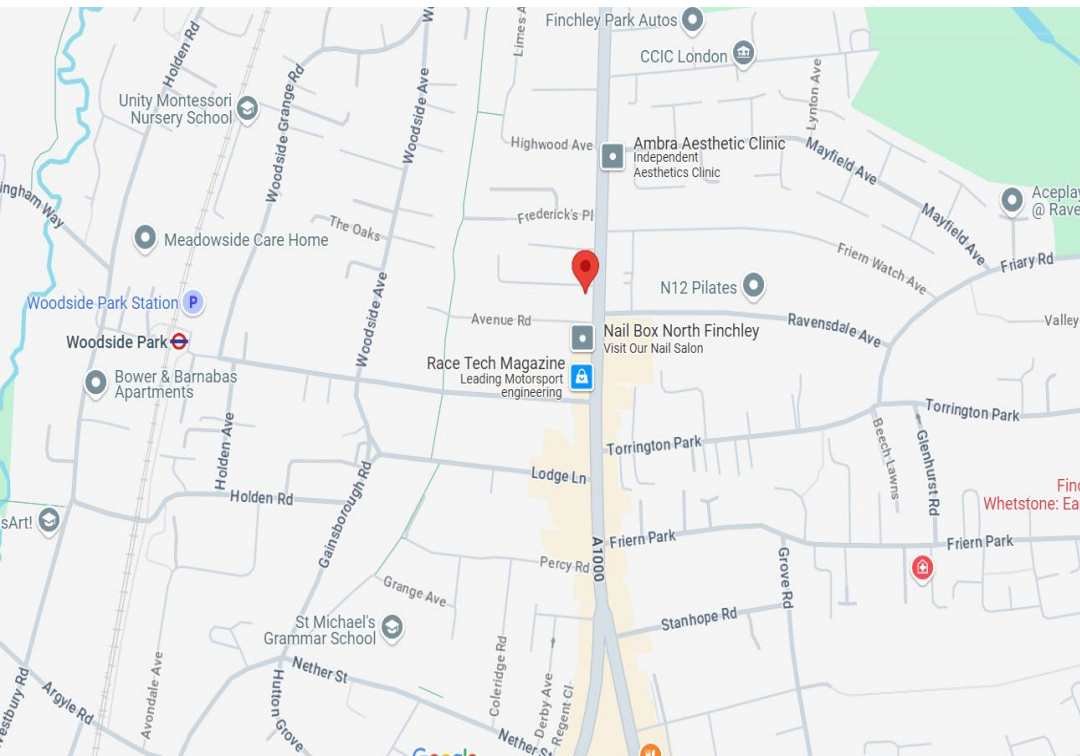 Finchley Park Autos
CCIC London
Holden Rd
Woodside Grange Rd
Woodside Ave
Lynton Ave
Unity Montessori
Nursery School
Highwood Ave
Ambra Aesthetic Clinic
Independent
Aesthetics Clinic
Mayfield Ave
Mayfield Ave
The Oaks
Frederick's Pl
Meadowside Care Home
Friern Watch Ave
Friary Rd
Woodside Park Station
P
N12 Pilates
Woodside Ave
Avenue Rd
Ravensdale Ave
Valley
Woodside Park
Nail Box North Finchley
Visit Our Nail Salon
Race Tech Magazine
Leading Motorsport
engineering
Bower & Barnabas
Apartments
Holden Ave
Torrington Park
Torrington Park
Beech Lawns
Glenhurst Rd
Lodge Ln
Holden Rd
Gainsborough Rd
Whetstone: Ea
sArt!
A1000
Friern Park
Friern Park
Percy Rd
Grove Rd
Grange Ave
St Michael's
Grammar School
Stanhope Rd
Nether St
Coleridge Rd
Derby Ave
Regent Cl
Avondale Ave
Argyle Rd
Hutton Grove
Nether St